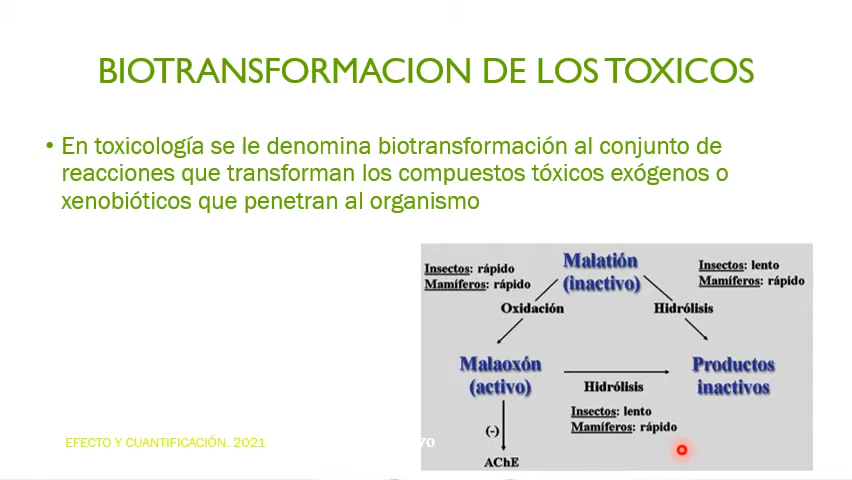 BIOTRANSFORMACION DE LOS TOXICOS
• En toxicología se le denomina biotransformación al conjunto de
reacciones que transforman los compuestos tóxicos exógenos o
xenobióticos que penetran al organismo
Insectos: rápido
Mamíferos: rápido
Malatión
(inactivo)
Insectos: lento
Mamíferos: rápido
Oxidación
Hidrólisis
Malaoxón
(activo)
Productos
inactivos
Hidrólisis
Insectos: lento
Mamíferos: rápido
(-)
AChE
EFECTO Y CUANTIFICACIÓN. 2021
70